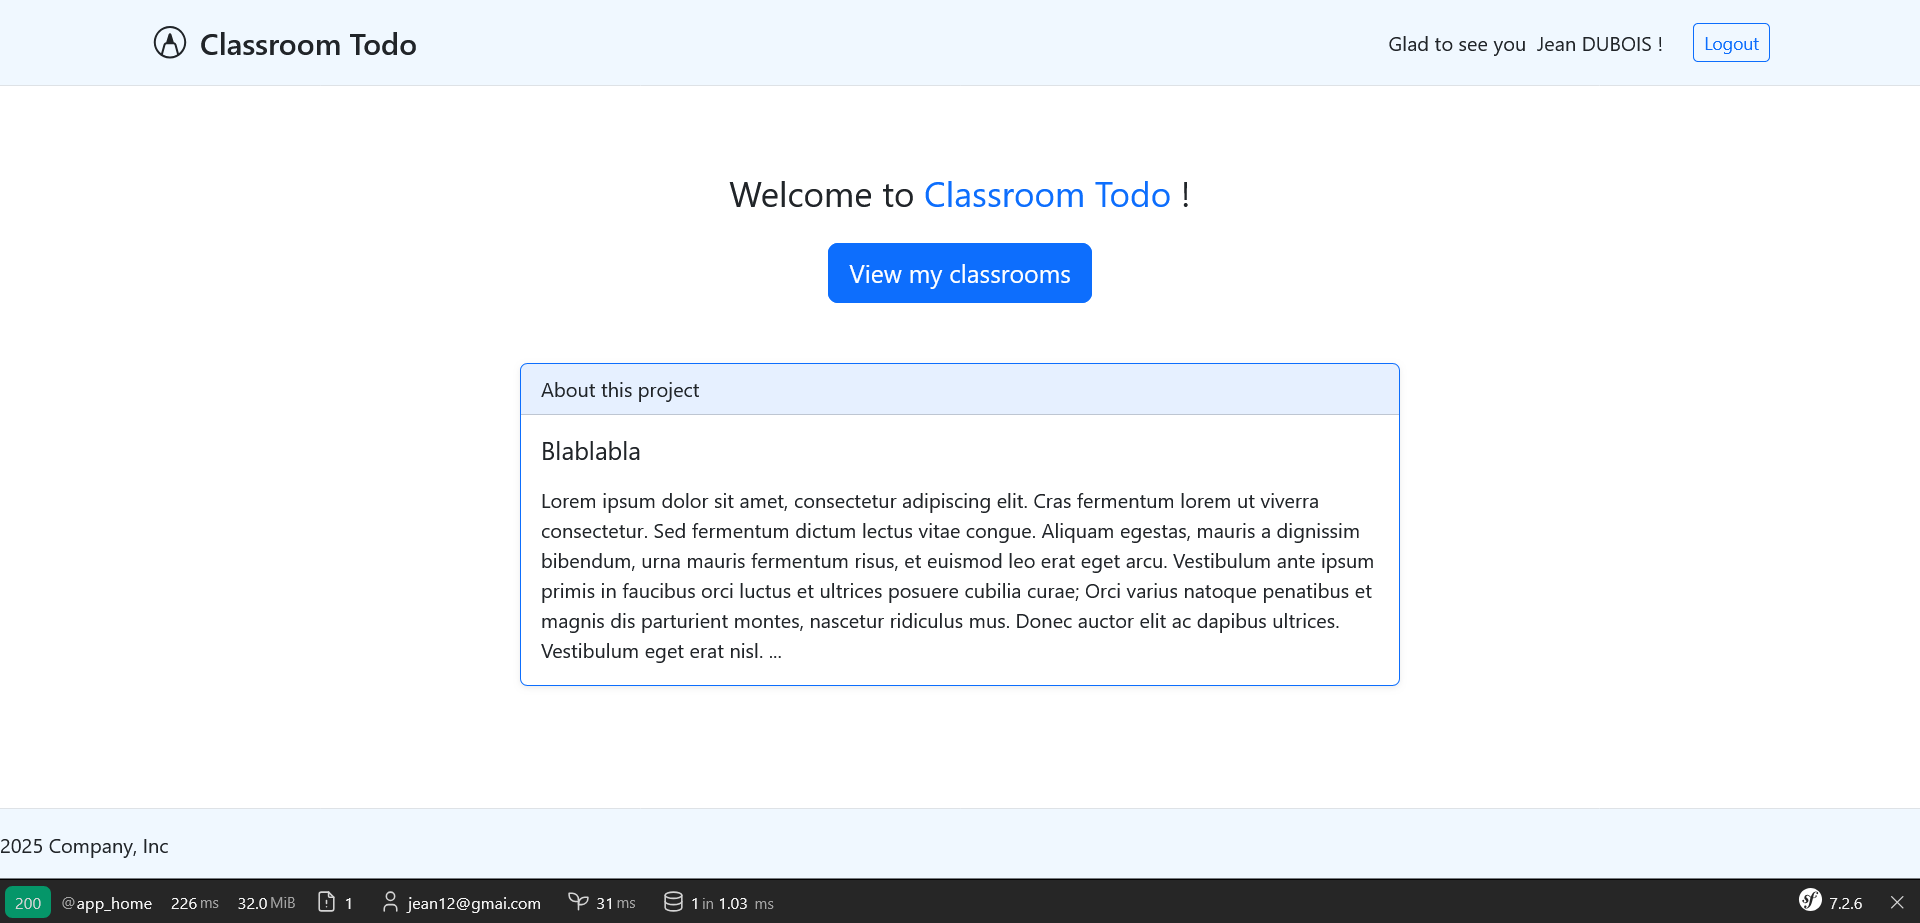 Classroom Todo
Glad to see you Jean DUBOIS !
Logout
Welcome to Classroom Todo !
View my classrooms
About this project
Blablabla
Lorem ipsum dolor sit amet, consectetur adipiscing elit. Cras fermentum lorem ut viverra
consectetur. Sed fermentum dictum lectus vitae congue. Aliquam egestas, mauris a dignissim
bibendum, urna mauris fermentum risus, et euismod leo erat eget arcu. Vestibulum ante ipsum
primis in faucibus orci luctus et ultrices posuere cubilia curae; Orci varius natoque penatibus et
magnis dis parturient montes, nascetur ridiculus mus. Donec auctor elit ac dapibus ultrices.
Vestibulum eget erat nisl. ...
2025 Company, Inc
200 @app_home 226 ms 32.0 MiB 1 jean12@gmai.com 31 ms 1 in 1.03 ms sf 7.2.6